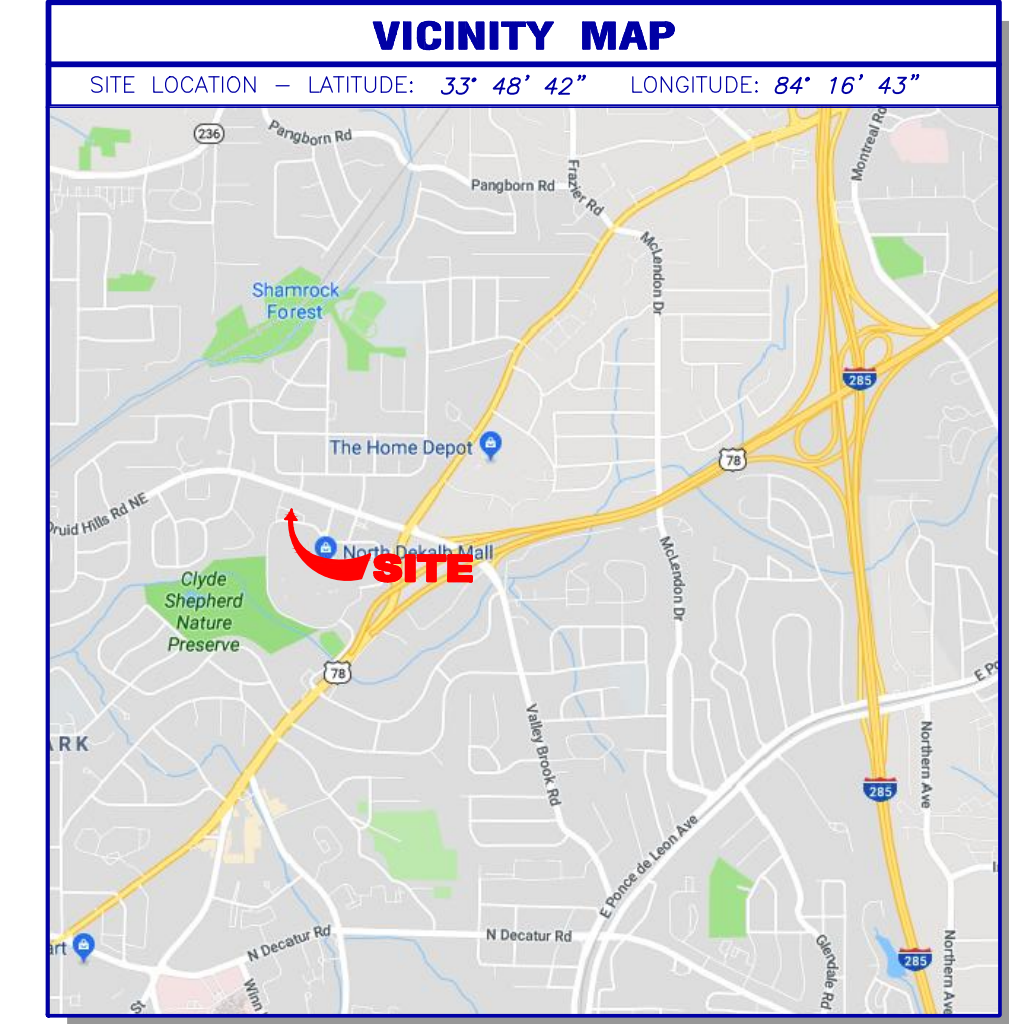 VICINITY MAP
SITE LOCATION – LATITUDE: 33° 48' 42" LONGITUDE: 84° 16' 43"
236
Pangborn Rd
Montreal Rd
Pangborn Rd
Frazier Rd
McLendon Dr
Shamrock
Forest
285
The Home Depot
78
Druid Hills Rd NE
North Dekalb Mall
SITE
McLendon Dr
Clyde
Shepherd
Nature
Preserve
78
E Po
ARK
Valley Brook Rd
Northern Ave
285
E Ponce de Leon Ave
N Decatur Rd
N Decatur Rd
art
Glendale Rd
285
Northern Ave
Winn
St